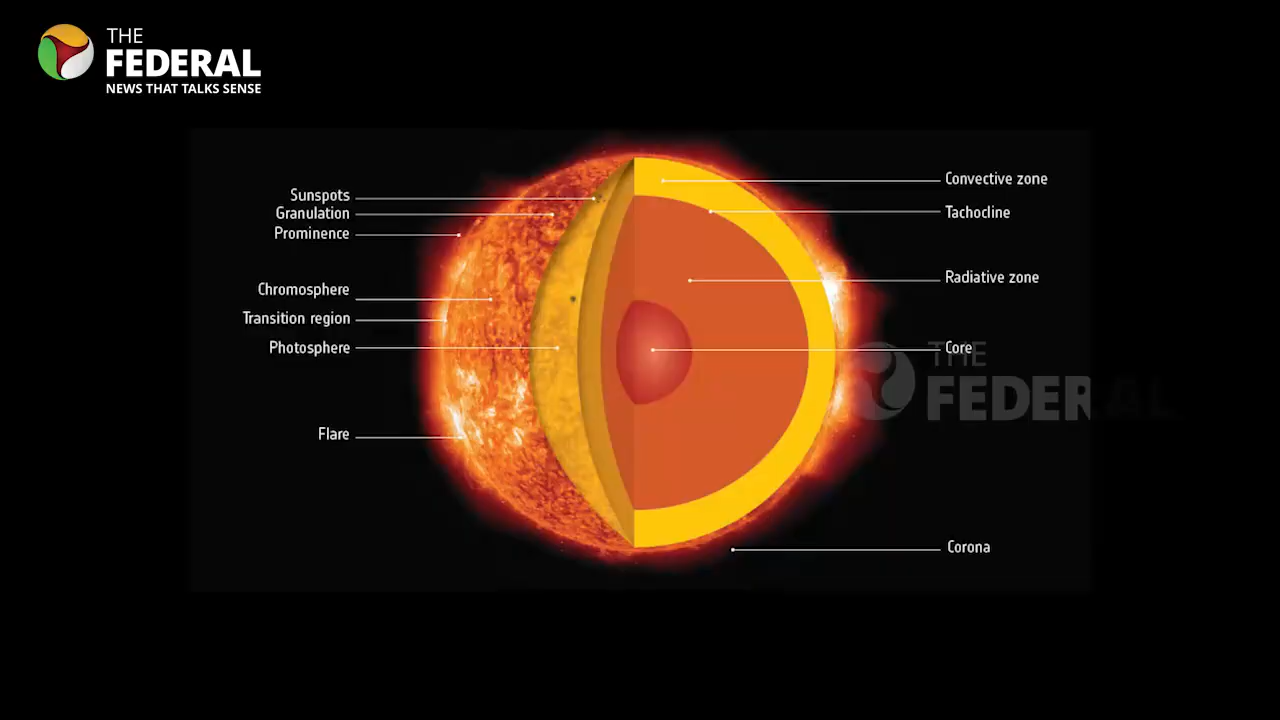 THE
FEDERAL
NEWS THAT TALKS SENSE
Sunspots
Granulation
Prominence
Chromosphere
Transition region
Photosphere
Flare
Convective zone
Tachocline
Radiative zone
Core
Corona
THE
FEDERAL